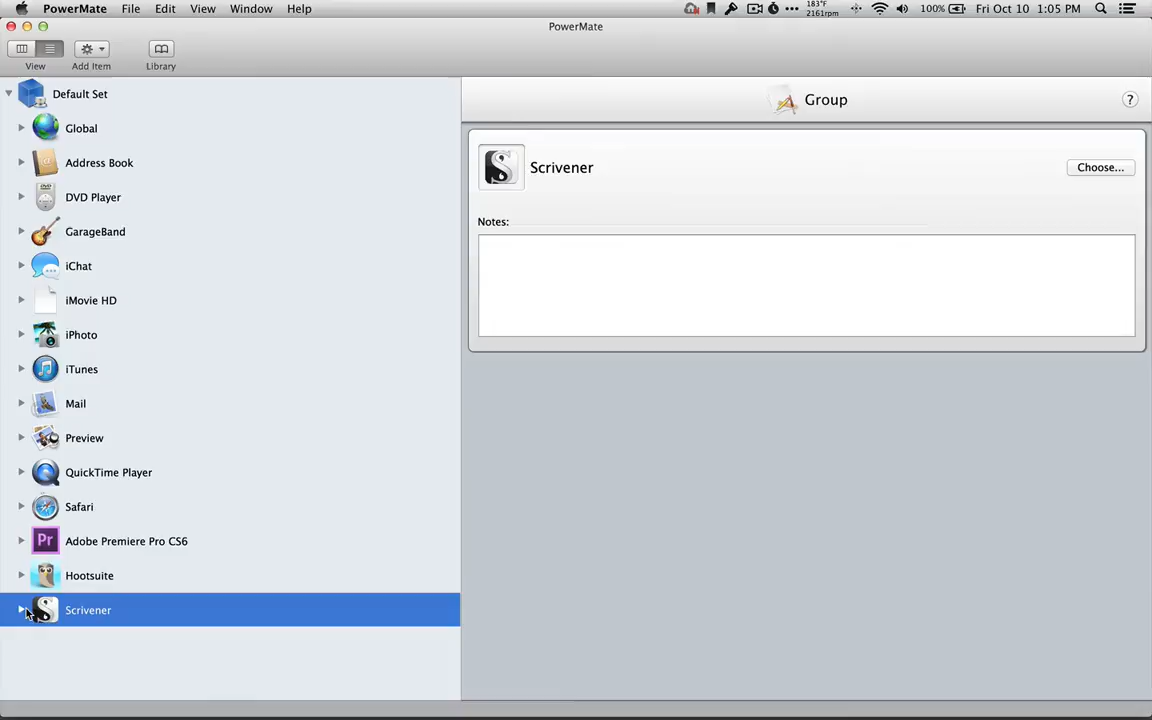 PowerMate File Edit View Window Help 183°F 2161rpm 100% Fri Oct 10 1:05 PM
PowerMate
View Add Item Library
Default Set
Global
Address Book
DVD Player
GarageBand
iChat
iMovie HD
iPhoto
iTunes
Mail
Preview
QuickTime Player
Safari
Pr Adobe Premiere Pro CS6
Hootsuite
Scrivener
Group ?
Scrivener Choose...
Notes: